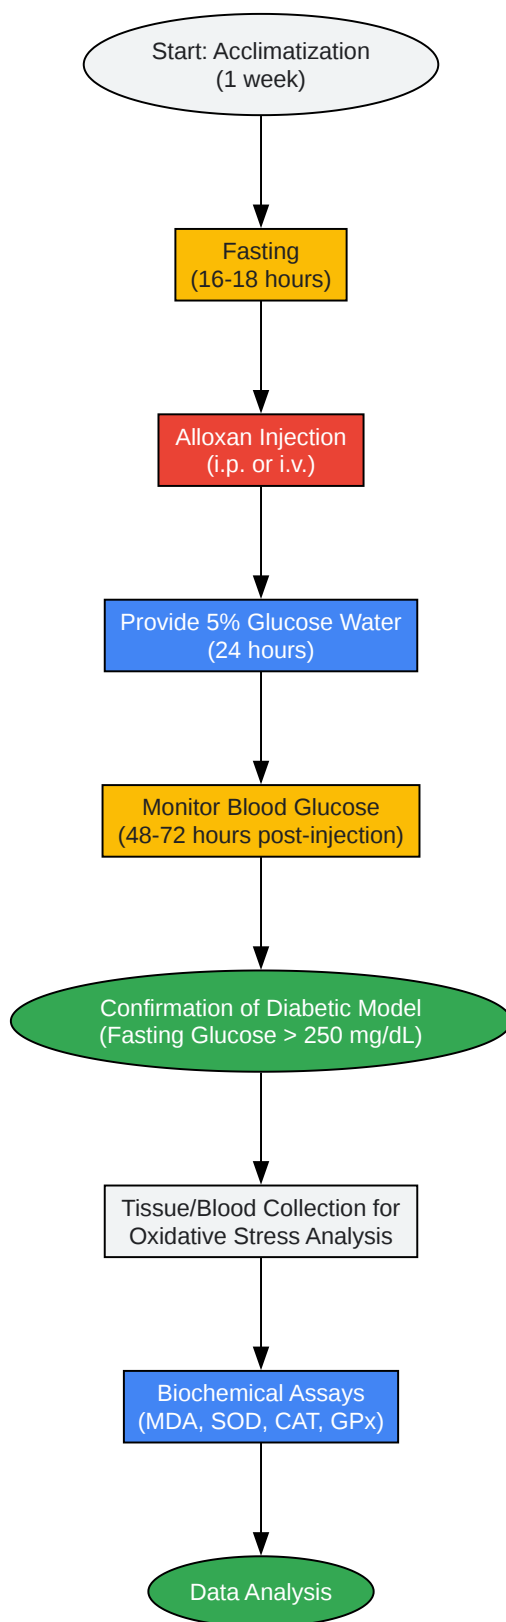 Start: Acclimatization
(1 week)
Fasting
(16-18 hours)
Alloxan Injection
(i.p. or i.v.)
Provide 5% Glucose Water
(24 hours)
Monitor Blood Glucose
(48-72 hours post-injection)
Confirmation of Diabetic Model
(Fasting Glucose > 250 mg/dL)
Tissue/Blood Collection for
Oxidative Stress Analysis
Biochemical Assays
(MDA, SOD, CAT, GPx)
Data Analysis